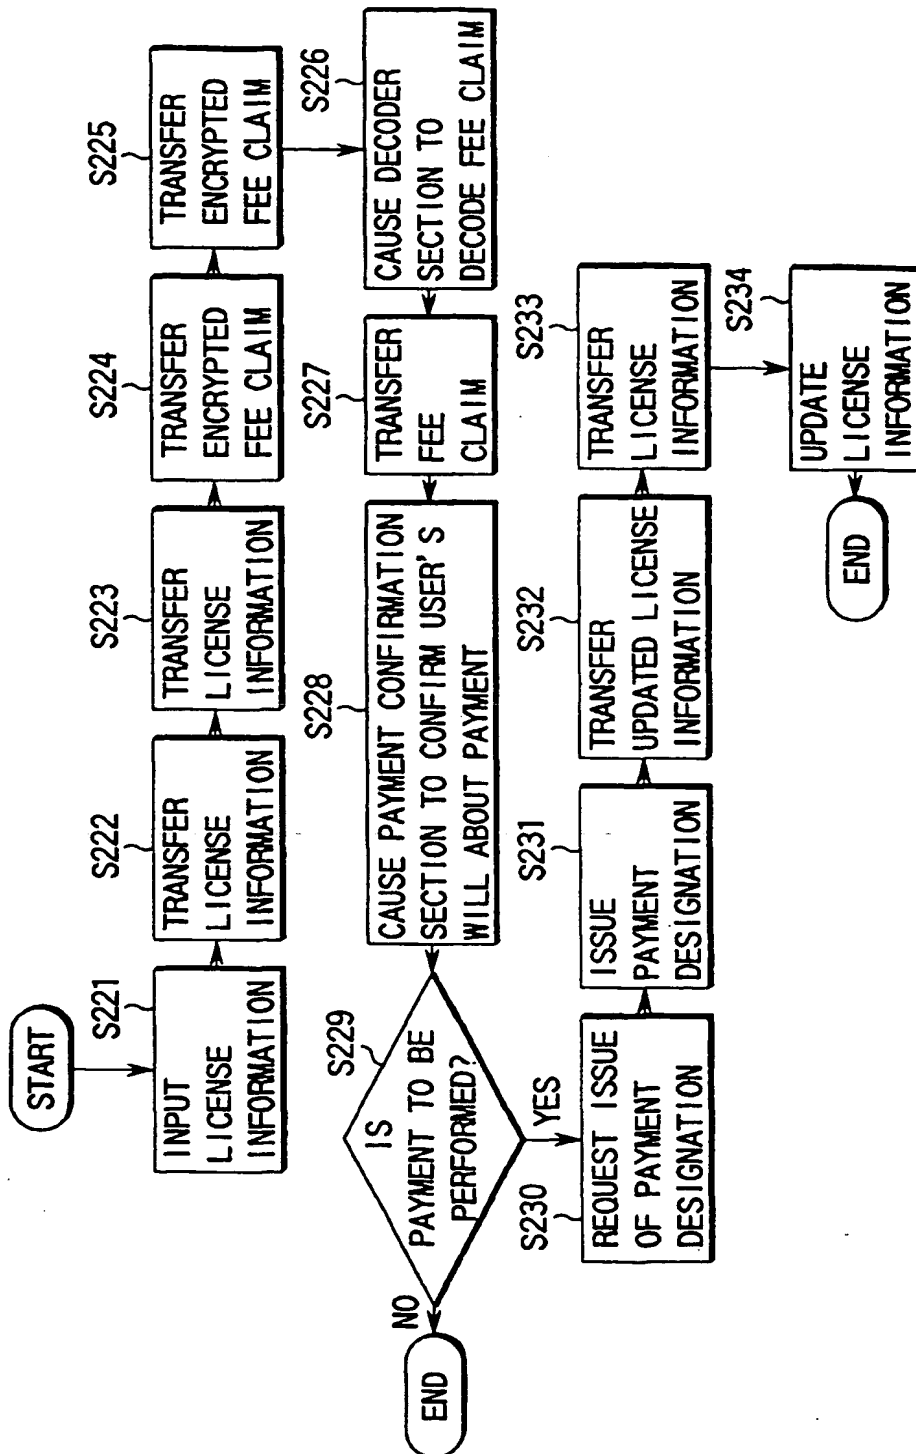 START
S221
INPUT
LICENSE
INFORMATION
S222
TRANSFER
LICENSE
INFORMATION
S223
TRANSFER
LICENSE
INFORMATION
S224
TRANSFER
ENCRYPTED
FEE CLAIM
S225
TRANSFER
ENCRYPTED
FEE CLAIM
S226
CAUSE DECODER
SECTION TO
DECODE FEE CLAIM
S227
TRANSFER
FEE
CLAIM
S228
CAUSE PAYMENT CONFIRMATION
SECTION TO CONFIRM USER'S
WILL ABOUT PAYMENT
S229
IS
PAYMENT TO BE
PERFORMED?
NO
END
YES
S230
REQUEST ISSUE
OF PAYMENT
DESIGNATION
S231
ISSUE
PAYMENT
DESIGNATION
S232
TRANSFER
UPDATED LICENSE
INFORMATION
S233
TRANSFER
LICENSE
INFORMATION
S234
UPDATE
LICENSE
INFORMATION
END